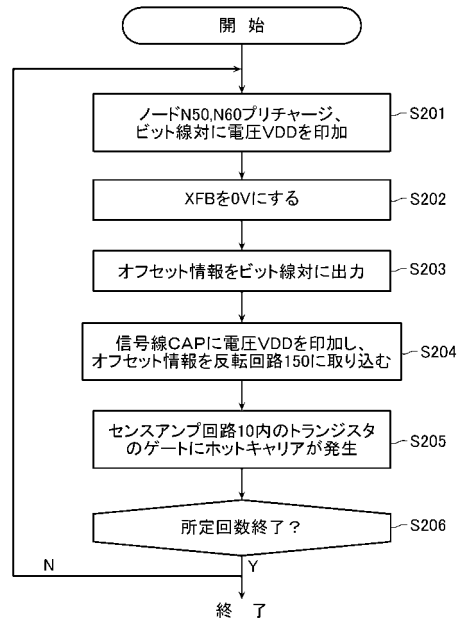 開 始
ノードN50,N60プリチャージ、
ビット線対に電圧VDDを印加
S201
XFBを0Vにする
S202
オフセット情報をビット線対に出力
S203
信号線CAPに電圧VDDを印加し、
オフセット情報を反転回路150に取り込む
S204
センスアンプ回路10内のトランジスタ
のゲートにホットキャリアが発生
S205
所定回数終了？
S206
N
Y
終 了